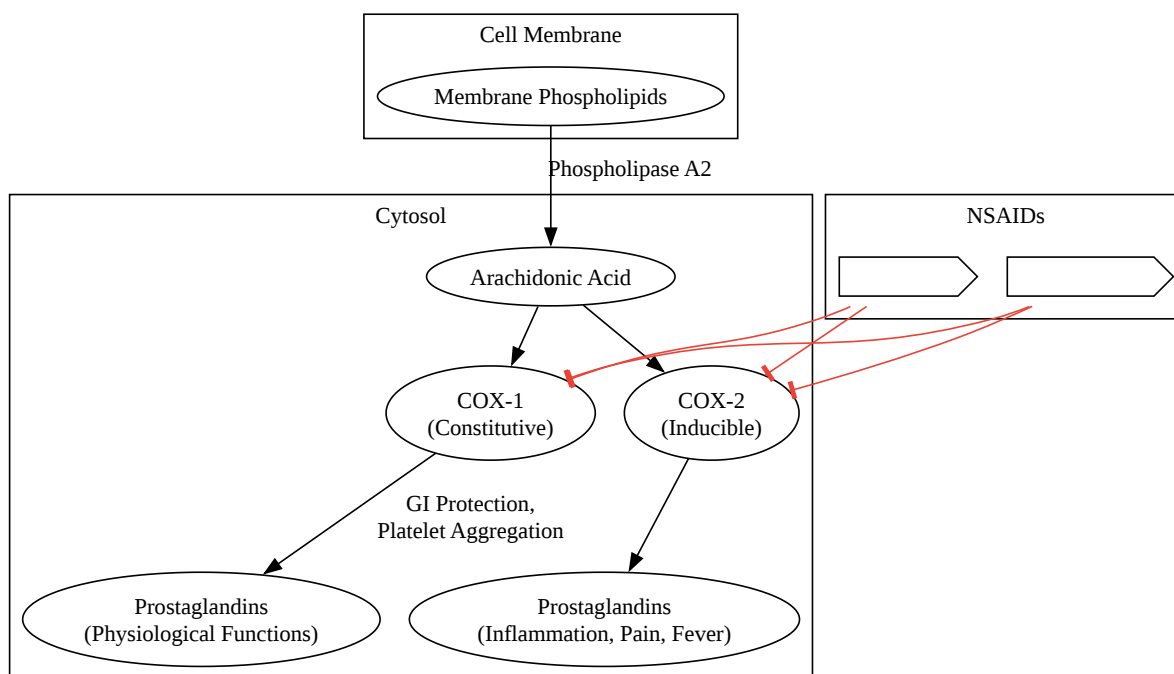 Cell Membrane
Membrane Phospholipids
Phospholipase A2
Cytosol
NSAIDs
Arachidonic Acid
COX-1
(Constitutive)
COX-2
(Inducible)
GI Protection,
Platelet Aggregation
Prostaglandins
(Physiological Functions)
Prostaglandins
(Inflammation, Pain, Fever)